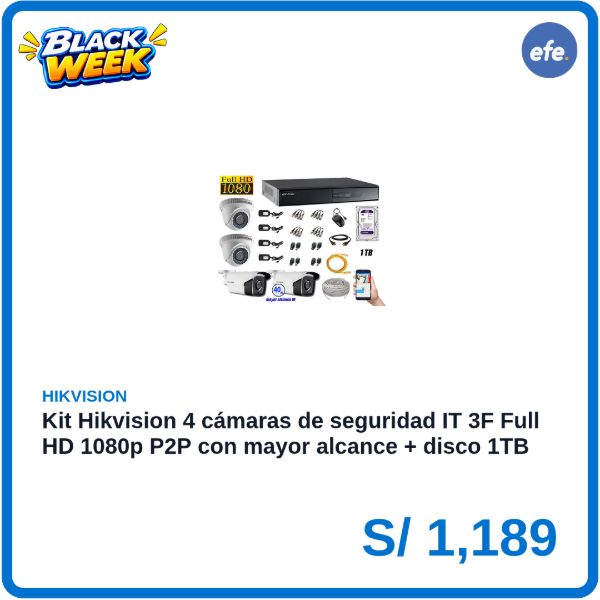 BLACK
WEEK
efe.
Full HD
1080
1TB
40
HIKVISION
Kit Hikvision 4 cámaras de seguridad IT 3F Full
HD 1080p P2P con mayor alcance + disco 1TB
S/ 1,189